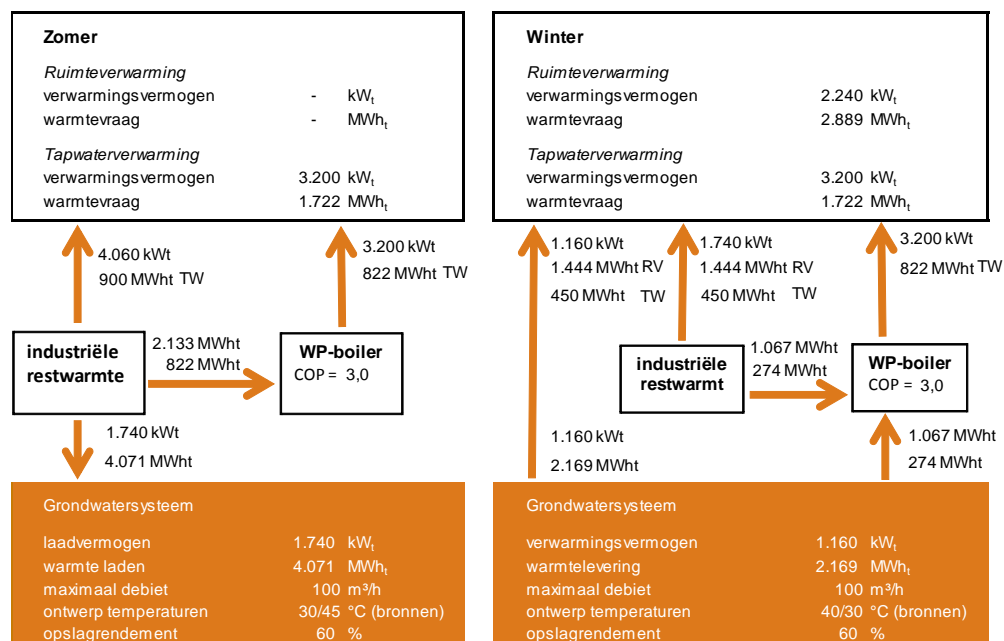 Zomer
Ruimteverwarming
verwarmingsvermogen - kWt
warmtevraag - MWht
Tapwaterverwarming
verwarmingsvermogen 3.200 kWt
warmtevraag 1.722 MWht
4.060 kWt
900 MWht TW
3.200 kWt
822 MWht TW
industriële
restwarmte
2.133 MWht
822 MWht
WP-boiler
COP = 3,0
1.740 kWt
4.071 MWht
Grondwatersysteem
laadvermogen 1.740 kWt
warmte laden 4.071 MWht
maximaal debiet 100 m³/h
ontwerp temperaturen 30/45 °C (bronnen)
opslagrendement 60 %
Winter
Ruimteverwarming
verwarmingsvermogen 2.240 kWt
warmtevraag 2.889 MWht
Tapwaterverwarming
verwarmingsvermogen 3.200 kWt
warmtevraag 1.722 MWht
1.160 kWt
1.444 MWht RV
450 MWht TW
1.740 kWt
1.444 MWht RV
450 MWht TW
3.200 kWt
822 MWht TW
industriële
restwarmt
1.067 MWht
274 MWht
WP-boiler
COP = 3,0
1.160 kWt
2.169 MWht
1.067 MWht
274 MWht
Grondwatersysteem
verwarmingsvermogen 1.160 kWt
warmtelevering 2.169 MWht
maximaal debiet 100 m³/h
ontwerp temperaturen 40/30 °C (bronnen)
opslagrendement 60 %